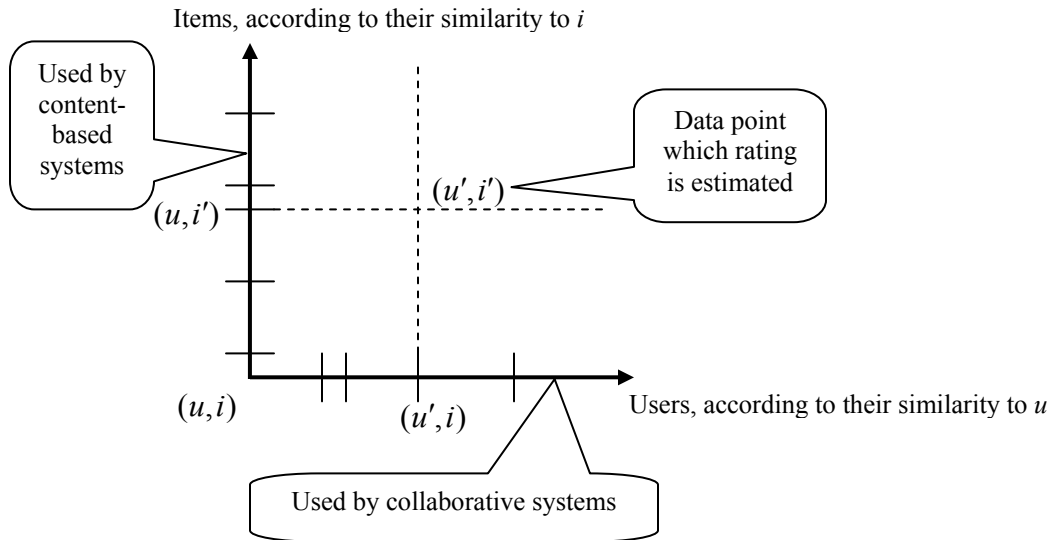 Items, according to their similarity to i
Used by
content-
based
systems
Data point
which rating
is estimated
(u′,i′)
(u,i′)
(u,i)
(u′,i)
Users, according to their similarity to u
Used by collaborative systems